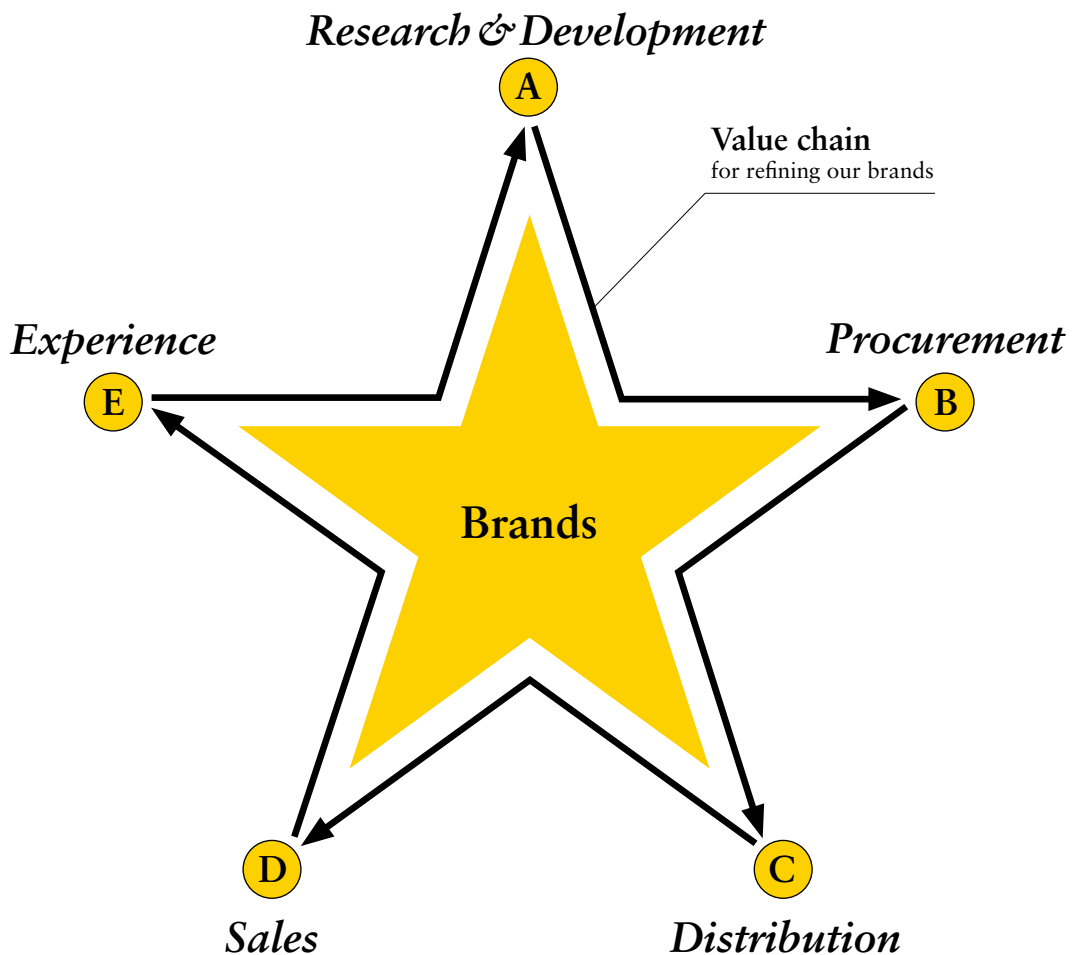 Research & Development
A
Value chain
for refining our brands
Experience
Procurement
E
B
Brands
D
C
Sales
Distribution